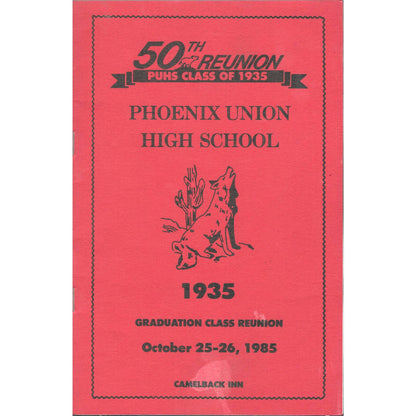 50TH REUNION
PUHS CLASS OF 1935
PHOENIX UNION
HIGH SCHOOL
1935
GRADUATION CLASS REUNION
October 25-26, 1985
CAMELBACK INN